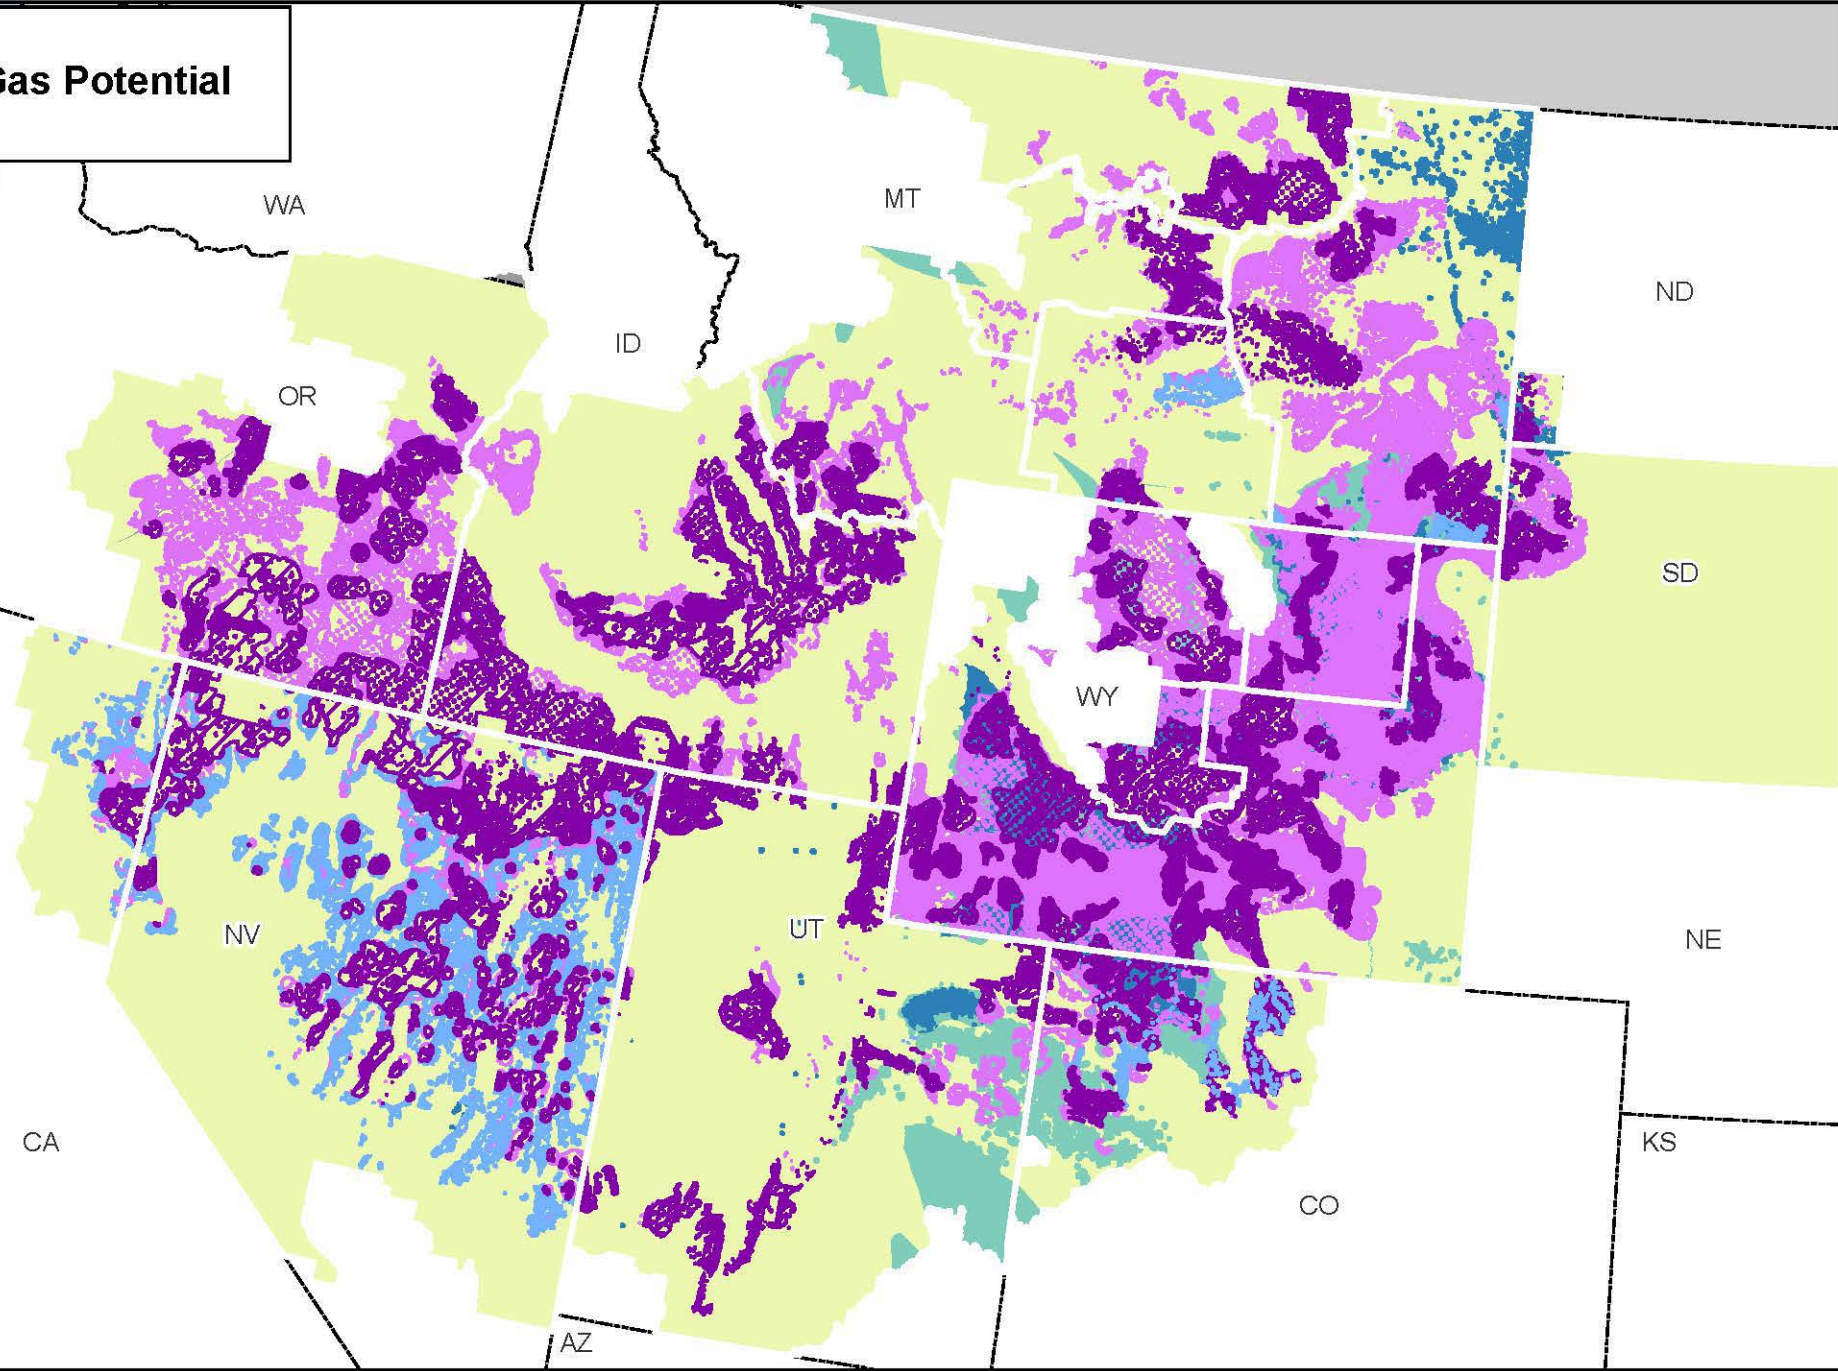 Gas Potential
WA
MT
ND
ID
OR
SD
WY
NV
UT
NE
CA
KS
CO
AZ